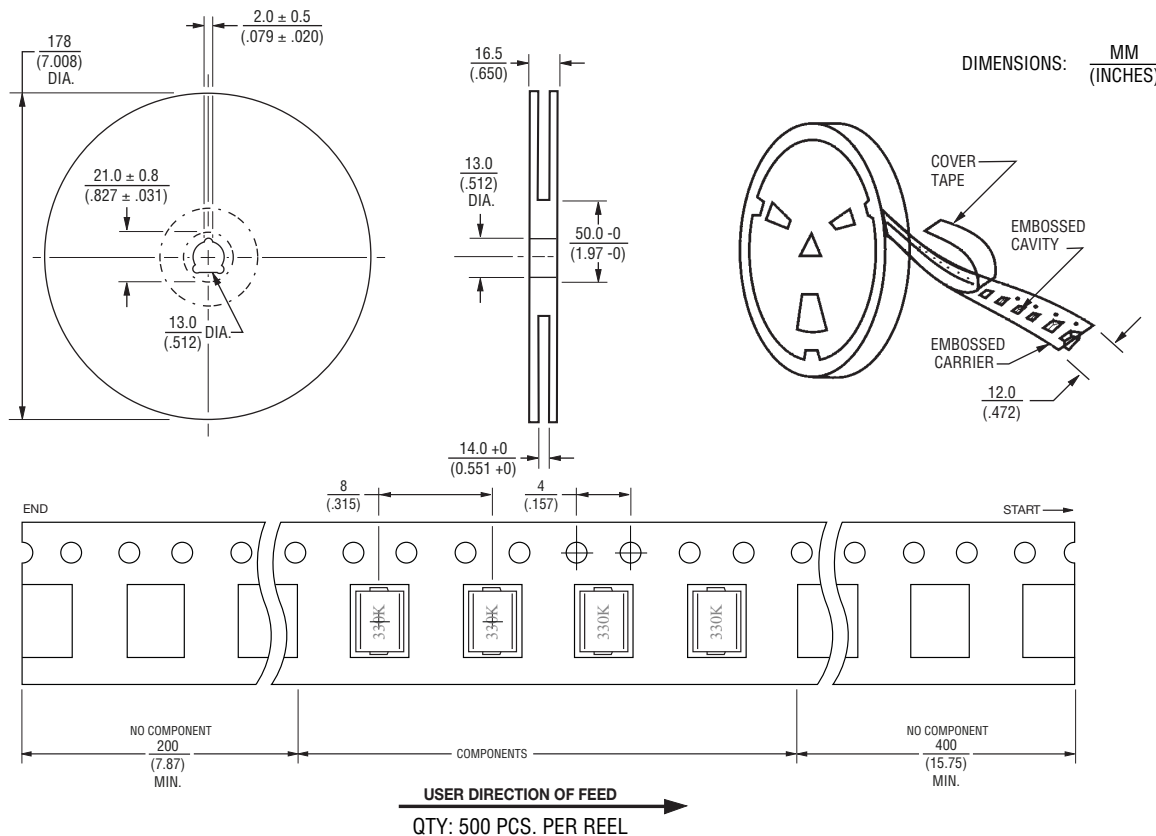 2.0 ± 0.5
(.079 ± .020)
178
(7.008)
DIA.
16.5
(.650)
DIMENSIONS:
MM
(INCHES)
21.0 ± 0.8
(.827 ± .031)
13.0
(.512)
DIA.
50.0 -0
(1.97 -0)
13.0
(.512)
DIA.
COVER
TAPE
EMBOSSED
CAVITY
EMBOSSED
CARRIER
12.0
(.472)
14.0 +0
(0.551 +0)
8
(.315)
4
(.157)
END
START
330K
330K
330K
330K
NO COMPONENT
200
(7.87)
MIN.
COMPONENTS
NO COMPONENT
400
(15.75)
MIN.
USER DIRECTION OF FEED
QTY: 500 PCS. PER REEL